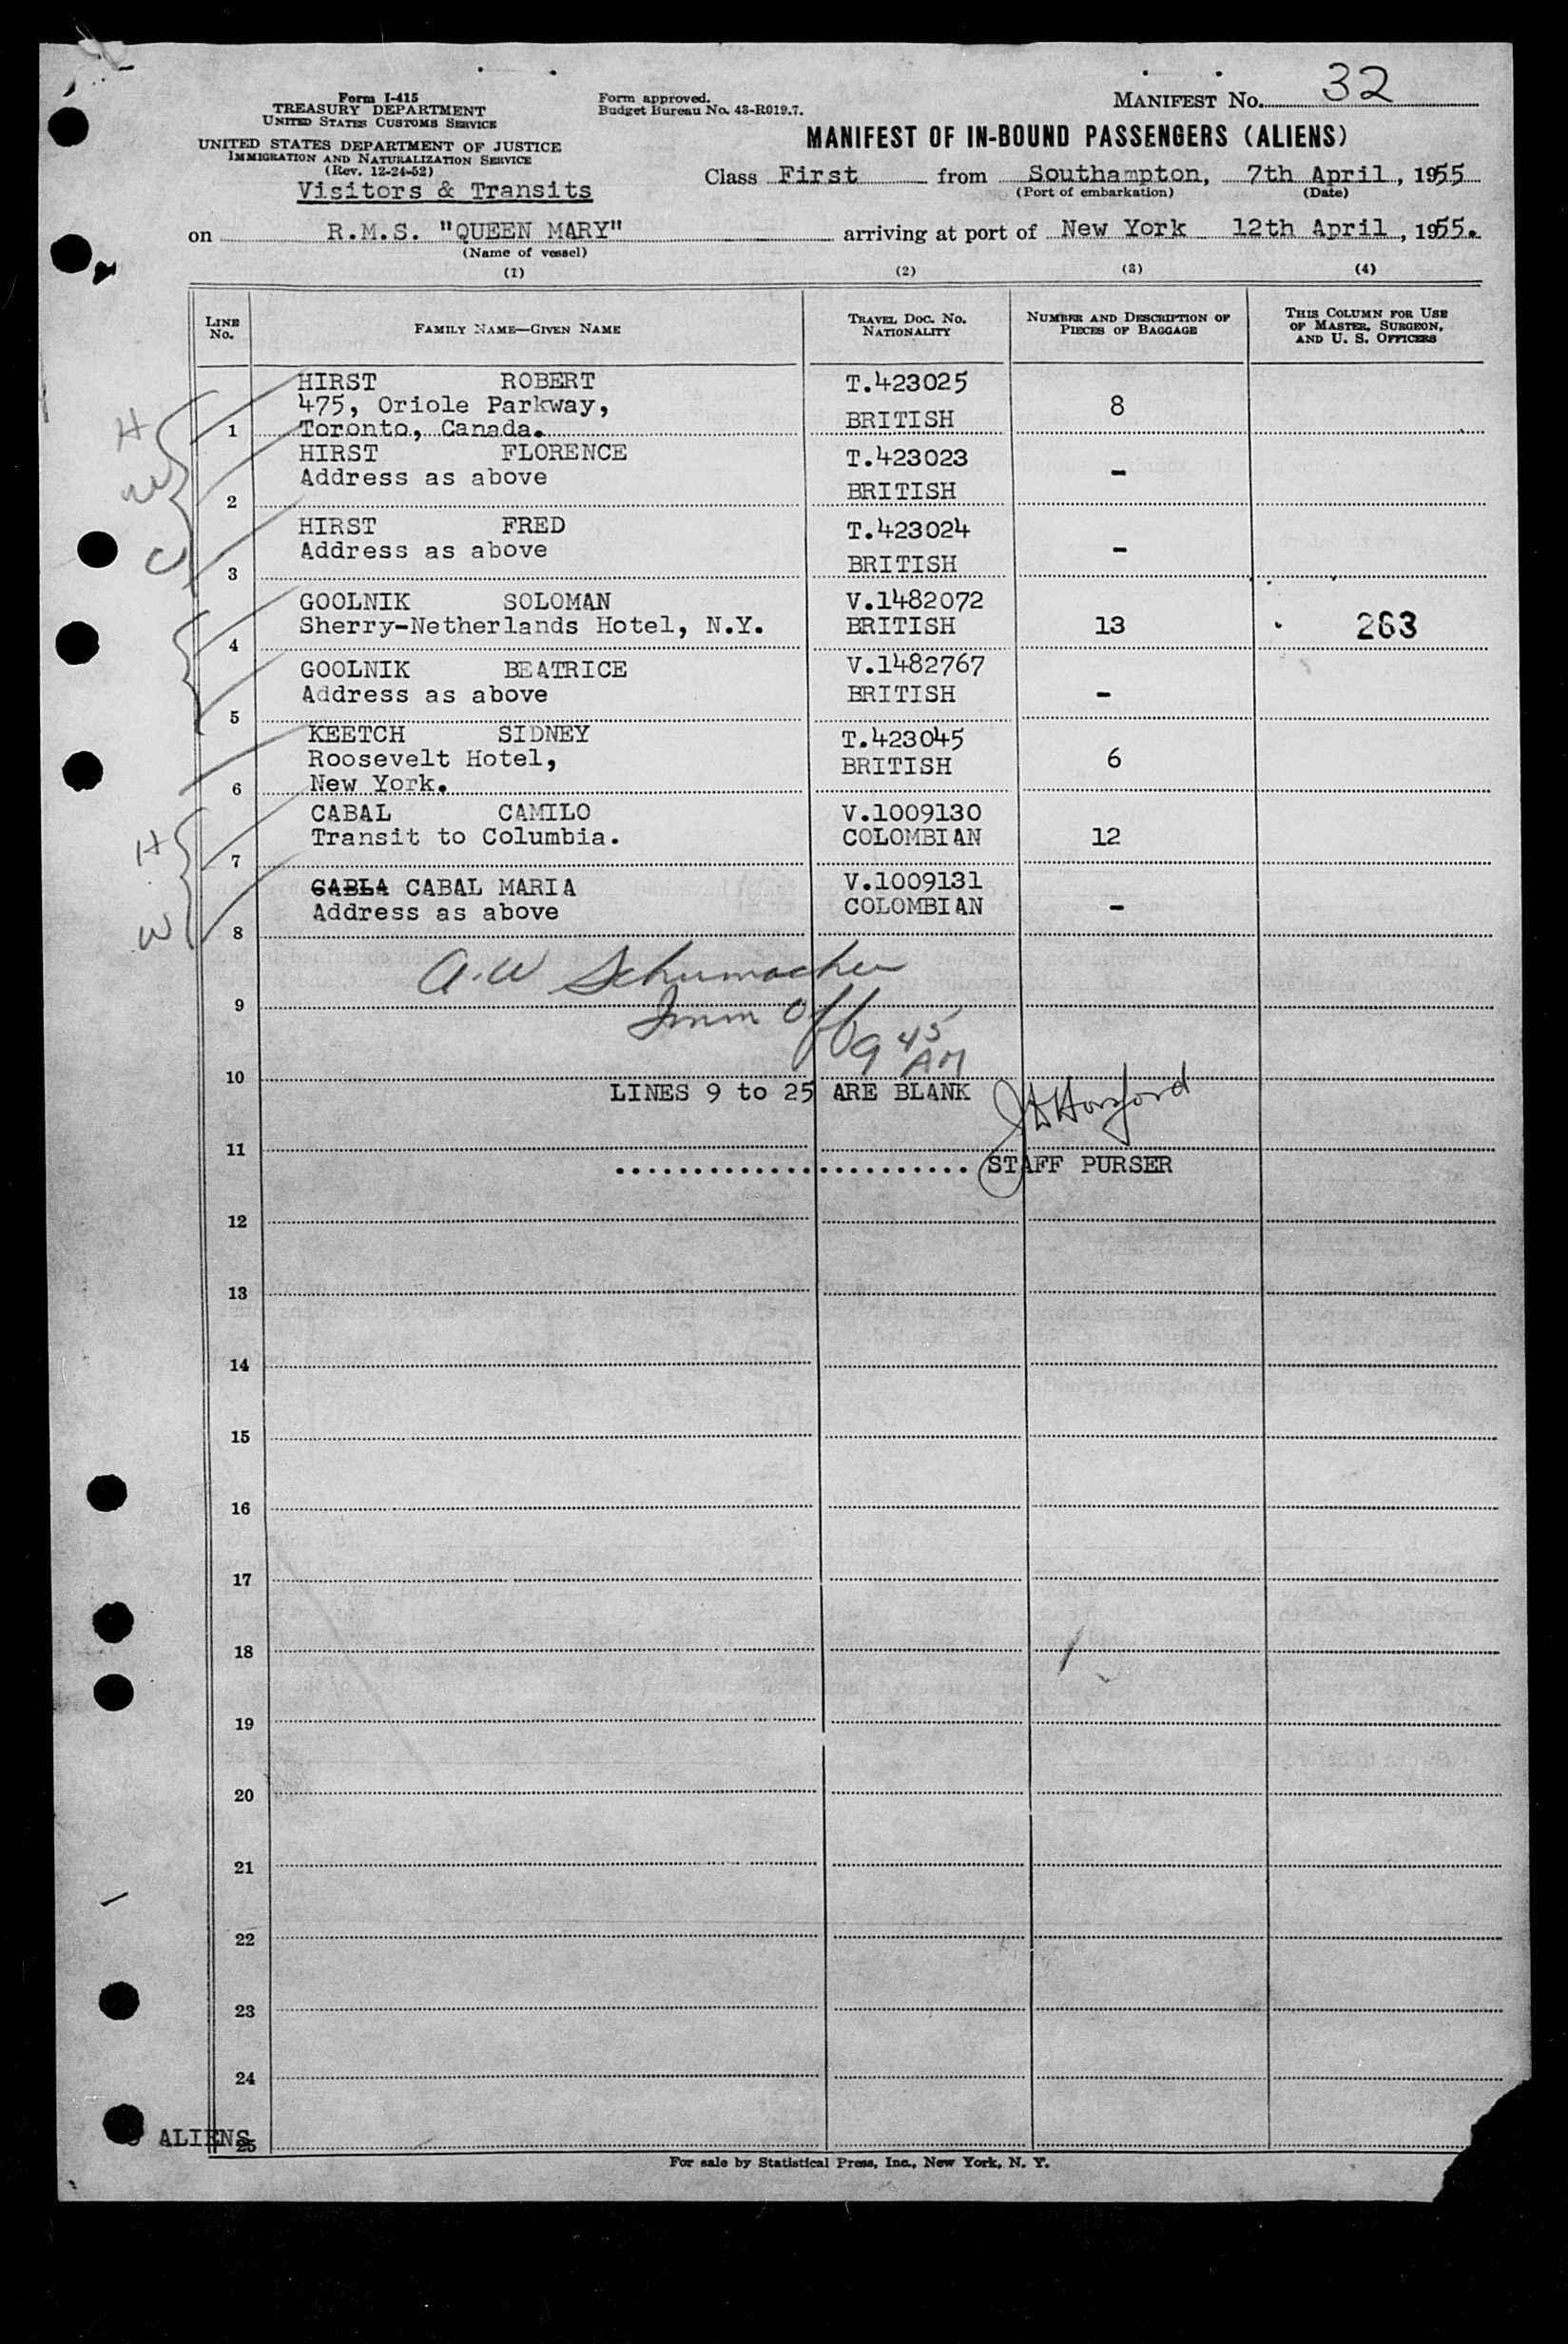 Form I-415
TREASURY DEPARTMENT
UNITED STATES CUSTOMS SERVICE
UNITED STATES DEPARTMENT OF JUSTICE
IMMIGRATION AND NATURALIZATION SERVICE
(Rev. 12-24-52)
Visitors & Transits
Form approved.
Budget Bureau No. 43-R019.7.
MANIFEST NO. 32
MANIFEST OF IN-BOUND PASSENGERS (ALIENS)
Class First from Southampton, 7th April, 1955
(Port of embarkation) (Date)
on R.M.S. "QUEEN MARY" arriving at port of New York 12th April, 1955.
(Name of vessel)
(1) (2) (3) (4)
LINE NO. FAMILY NAME—GIVEN NAME TRAVEL DOC. NO. NATIONALITY NUMBER AND DESCRIPTION OF PIECES OF BAGGAGE THIS COLUMN FOR USE OF MASTER, SURGEON, AND U. S. OFFICERS
HIRST ROBERT T.423025
475, Oriole Parkway, BRITISH 8
H 1 Toronto, Canada.
HIRST FLORENCE T.423023
W Address as above BRITISH -
2
HIRST FRED T.423024
C Address as above BRITISH -
3
GOOLNIK SOLOMAN V.1482072
Sherry-Netherlands Hotel, N.Y. BRITISH 13 263
4
GOOLNIK BEATRICE V.1482767
Address as above BRITISH -
5
KEETCH SIDNEY T.423045
Roosevelt Hotel, BRITISH 6
6 New York.
CABAL CAMILO V.1009130
H Transit to Columbia. COLOMBIAN 12
7
CABLA CABAL MARIA V.1009131
W Address as above COLOMBIAN -
8
A.W Schumacher
9 Imm Off
9 45 AM
10
LINES 9 to 25 ARE BLANK
11
STAFF PURSER
12
13
14
15
16
17
18
19
20
21
22
23
24
ALIENS 25
For sale by Statistical Press, Inc., New York, N. Y.